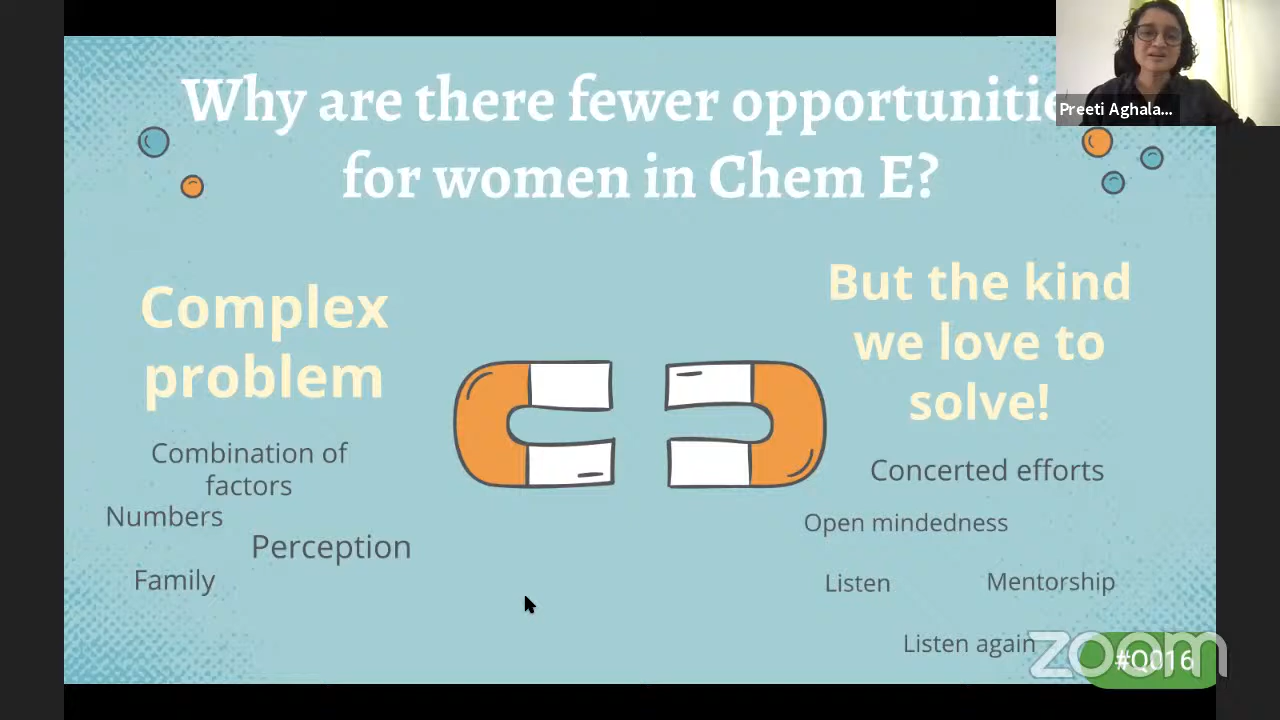 Why are there fewer opportunitie
for women in Chem E?
Preeti Aghala...
Complex
problem
Combination of
factors
Numbers
Perception
Family
But the kind
we love to
solve!
Concerted efforts
Open mindedness
Listen
Mentorship
Listen again
zoom
#Q016